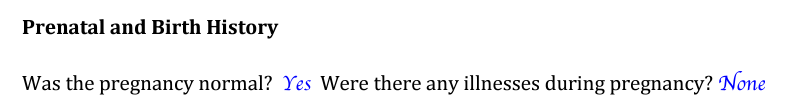 Prenatal and Birth History
Was the pregnancy normal? Yes Were there any illnesses during pregnancy? None